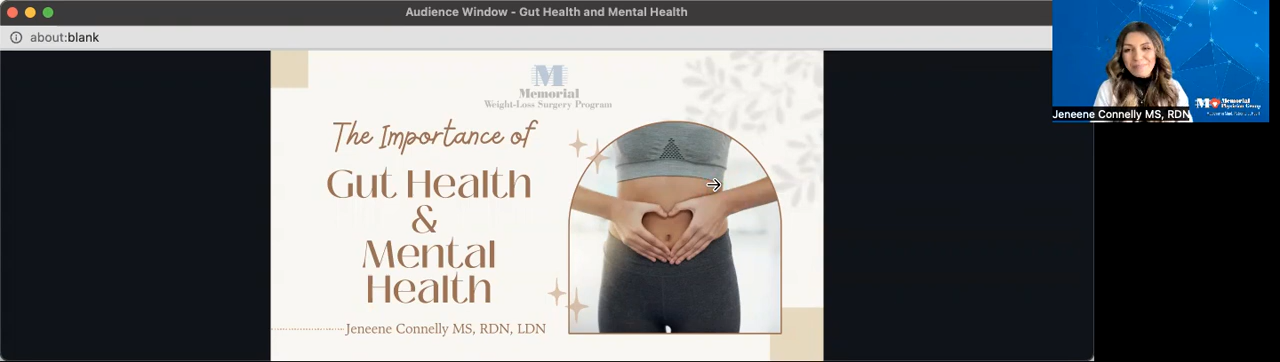 Audience Window - Gut Health and Mental Health
about:blank
M
Memorial
Weight-Loss Surgery Program
The Importance of
Gut Health
&
Mental
Health
Jeneene Connelly MS, RDN, LDN
Memorial
Physician Group
Jeneene Connelly MS, RDN